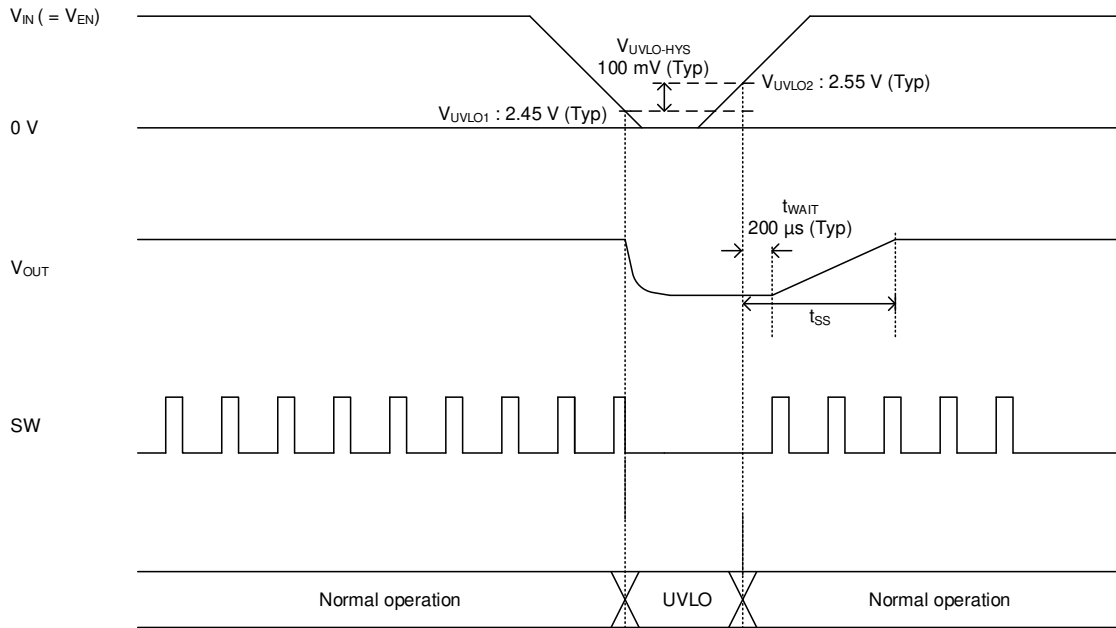 VIN ( = VEN)
VUVLO-HYS
100 mV (Typ)
VUVLO2 : 2.55 V (Typ)
VUVLO1 : 2.45 V (Typ)
0 V
tWAIT
200 µs (Typ)
VOUT
tSS
SW
Normal operation
UVLO
Normal operation